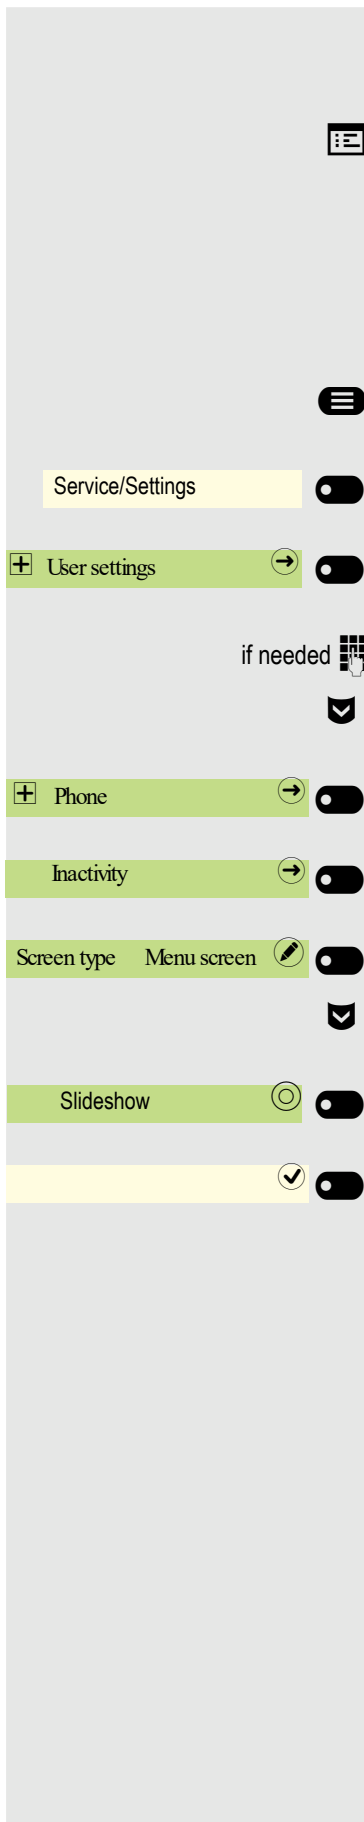 Service/Settings
User settings
if needed
Phone
Inactivity
Screen type Menu screen
Slideshow